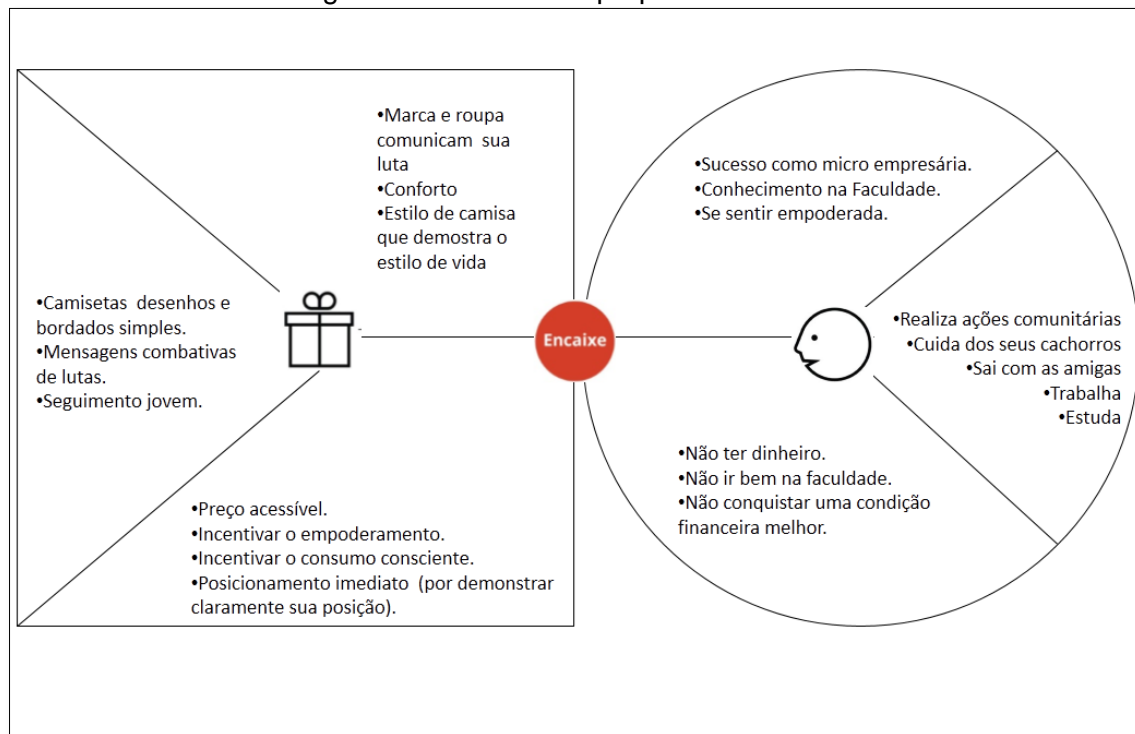 •Marca e roupa
comunicam sua
luta
•Conforto
•Estilo de camisa
que demostra o
estilo de vida
•Camisetas desenhos e
bordados simples.
•Mensagens combativas
de lutas.
•Seguimento jovem.
•Preço acessível.
•Incentivar o empoderamento.
•Incentivar o consumo consciente.
•Posicionamento imediato (por demonstrar
claramente sua posição).
Encaixe
•Sucesso como micro empresária.
•Conhecimento na Faculdade.
•Se sentir empoderada.
•Realiza ações comunitárias
•Cuida dos seus cachorros
•Sai com as amigas
•Trabalha
•Estuda
•Não ter dinheiro.
•Não ir bem na faculdade.
•Não conquistar uma condição
financeira melhor.